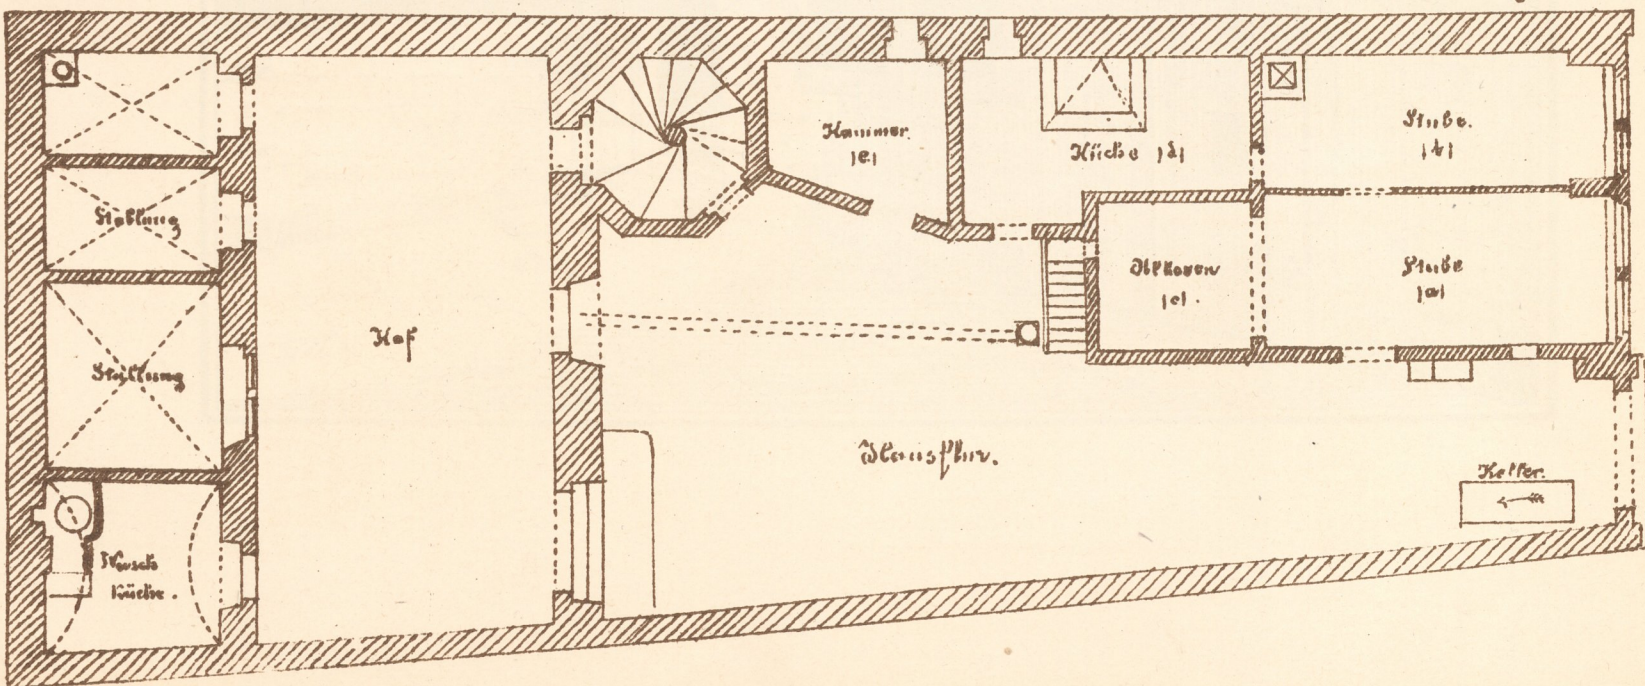 Kammer.
|e|
Küche |d|
Stube.
|b|
Stallung
Alkoven
|c|.
Stube
|a|
Hof
Stallung
Hausflur.
Keller.
Wasch
küche.